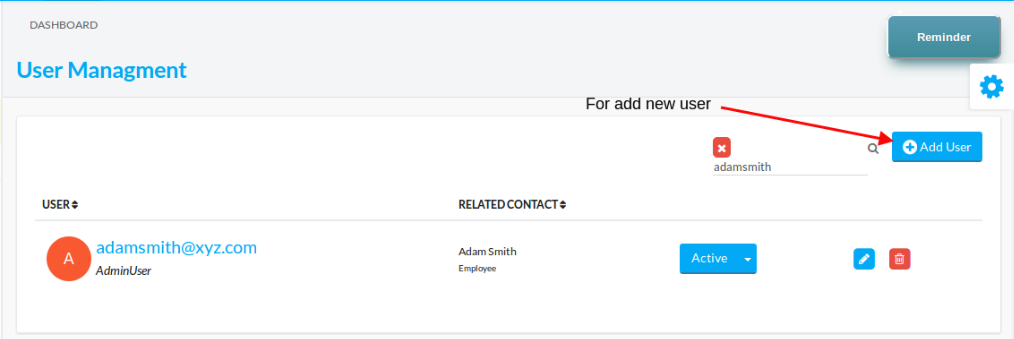 DASHBOARD
Reminder
User Managment
For add new user
Add User
adamsmith
USER RELATED CONTACT
A adamsmith@xyz.com Adam Smith Active
AdminUser Employee